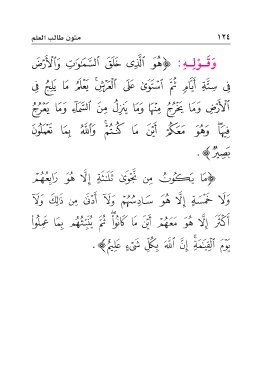 ١٢٤ متون طالب العلم
وَقَوْلِهِ: ﴿هُوَ ٱلَّذِى خَلَقَ ٱلسَّمَٰوَٰتِ وَٱلْأَرْضَ
فِى سِتَّةِ أَيَّامٍ ثُمَّ ٱسْتَوَىٰ عَلَى ٱلْعَرْشِ ۚ يَعْلَمُ مَا يَلِجُ فِى
ٱلْأَرْضِ وَمَا يَخْرُجُ مِنْهَا وَمَا يَنزِلُ مِنَ ٱلسَّمَآءِ وَمَا يَعْرُجُ
فِيهَا ۖ وَهُوَ مَعَكُمْ أَيْنَ مَا كُنتُمْ ۚ وَٱللَّهُ بِمَا تَعْمَلُونَ
بَصِيرٌ﴾.
﴿مَا يَكُونُ مِن نَّجْوَىٰ ثَلَٰثَةٍ إِلَّا هُوَ رَابِعُهُمْ
وَلَا خَمْسَةٍ إِلَّا هُوَ سَادِسُهُمْ وَلَآ أَدْنَىٰ مِن ذَٰلِكَ وَلَآ
أَكْثَرَ إِلَّا هُوَ مَعَهُمْ أَيْنَ مَا كَانُوا۟ ۖ ثُمَّ يُنَبِّئُهُم بِمَا عَمِلُوا۟
يَوْمَ ٱلْقِيَٰمَةِ ۚ إِنَّ ٱللَّهَ بِكُلِّ شَىْءٍ عَلِيمٌ﴾.